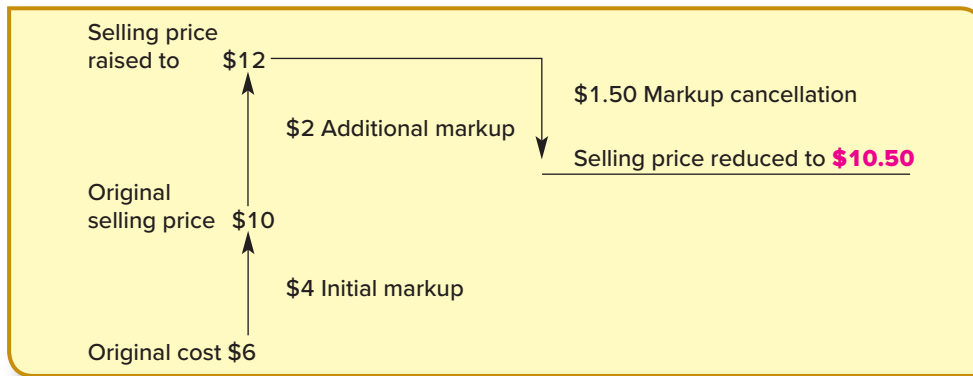 Selling price
raised to $12
$1.50 Markup cancellation
$2 Additional markup
Selling price reduced to $10.50
Original
selling price $10
$4 Initial markup
Original cost $6